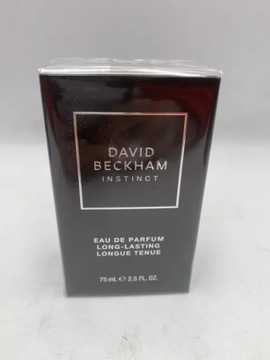 DAVID
BECKHAM
INSTINCT
EAU DE PARFUM
LONG-LASTING
LONGUE TENUE
75 mL ℮ 2.5 FL. OZ.